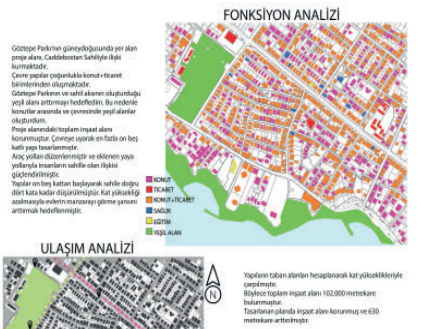 FONKSİYON ANALİZİ
Göztepe Parkı'nın güneydoğusunda yer alan
proje alanı, Caddebostan Sahiliyle ilişki
kurmaktadır.
Çevre yapılar çoğunlukla konut+ticaret
birimlerinden oluşmaktadır.
Göztepe Parkının ve sahil aksının oluşturduğu
yeşil alanı arttırmayı hedefledim. Bu nedenle
konutlar arasında ve çevresinde yeşil alanlar
oluşturdum.
Proje alanındaki toplam inşaat alanı
korunmuştur. Çevreye uyarak en fazla on beş
katlı yapı tasarlanmıştır.
Araç yolları düzenlenmiştir ve eklenen yaya
yollarıyla insanların sahille olan ilişkisi
güçlendirilmiştir.
Yapılar on beş kattan başlayarak sahile doğru
dört kata kadar düşürülmüştür. Kat yüksekliği
azalmasıyla evlerin manzarayı görme şansını
arttırmak hedeflenmiştir.
KONUT
TİCARET
KONUT+TİCARET
SAĞLIK
EĞİTİM
YEŞİL ALAN
ULAŞIM ANALİZİ
N
Yapıların taban alanları hesaplanarak kat yükseklikleriyle
çarpılmıştır.
Böylece toplam inşaat alanı 102.000 metrekare
bulunmuştur.
Tasarlanan planda inşaat alanı korunmuş ve 630
metrekare arttırılmıştır.